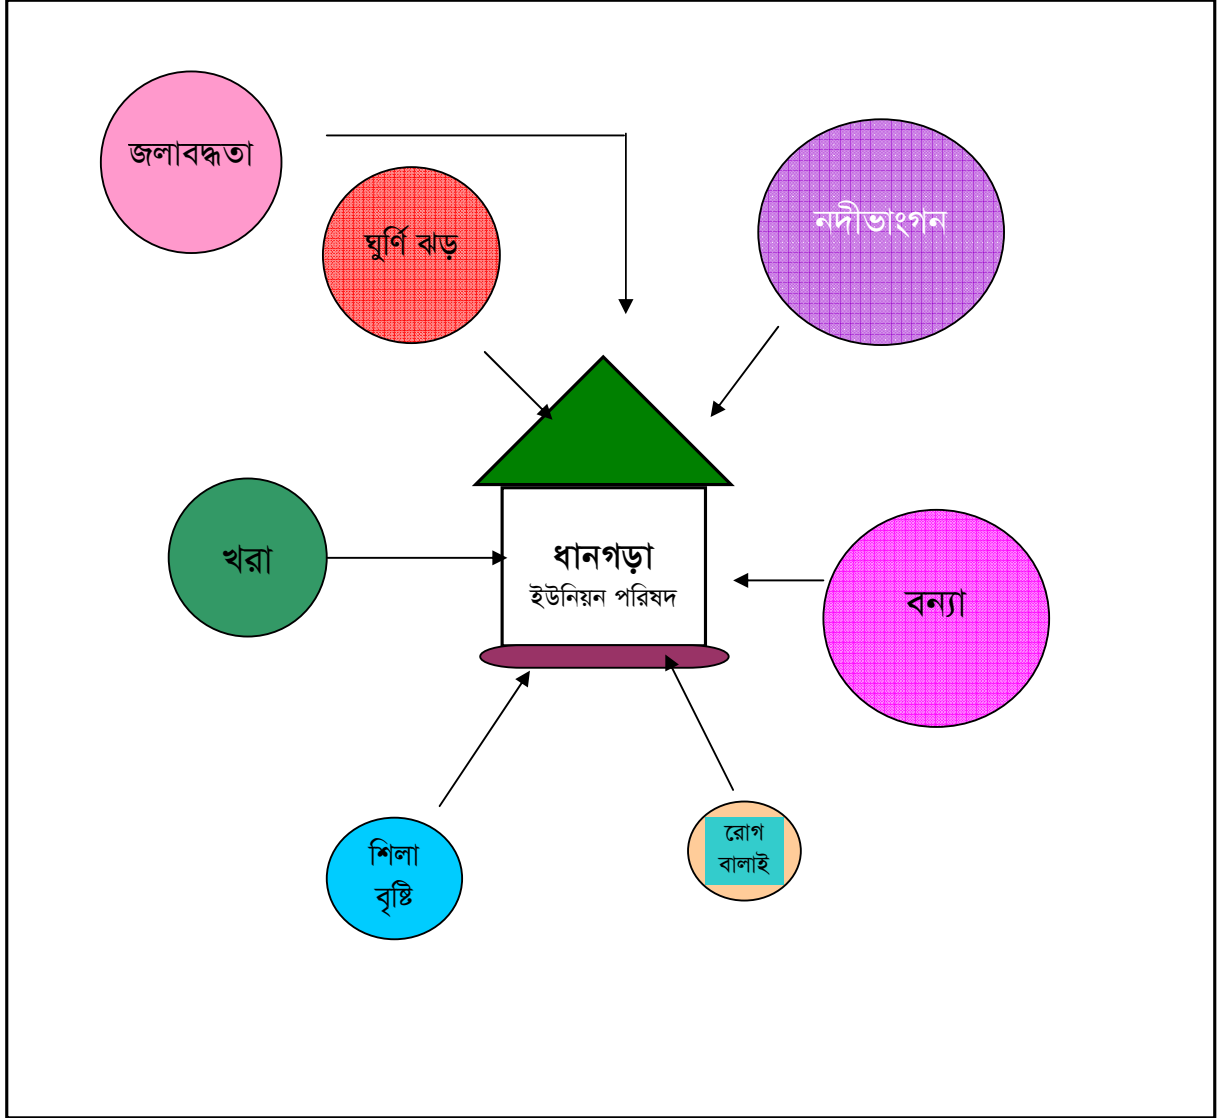 জলাবদ্ধতা
নদীভাংগন
ঘুর্ণি ঝড়
খরা
ধানগড়া
ইউনিয়ন পরিষদ
বন্যা
শিলা
বৃষ্টি
রোগ
বালাই